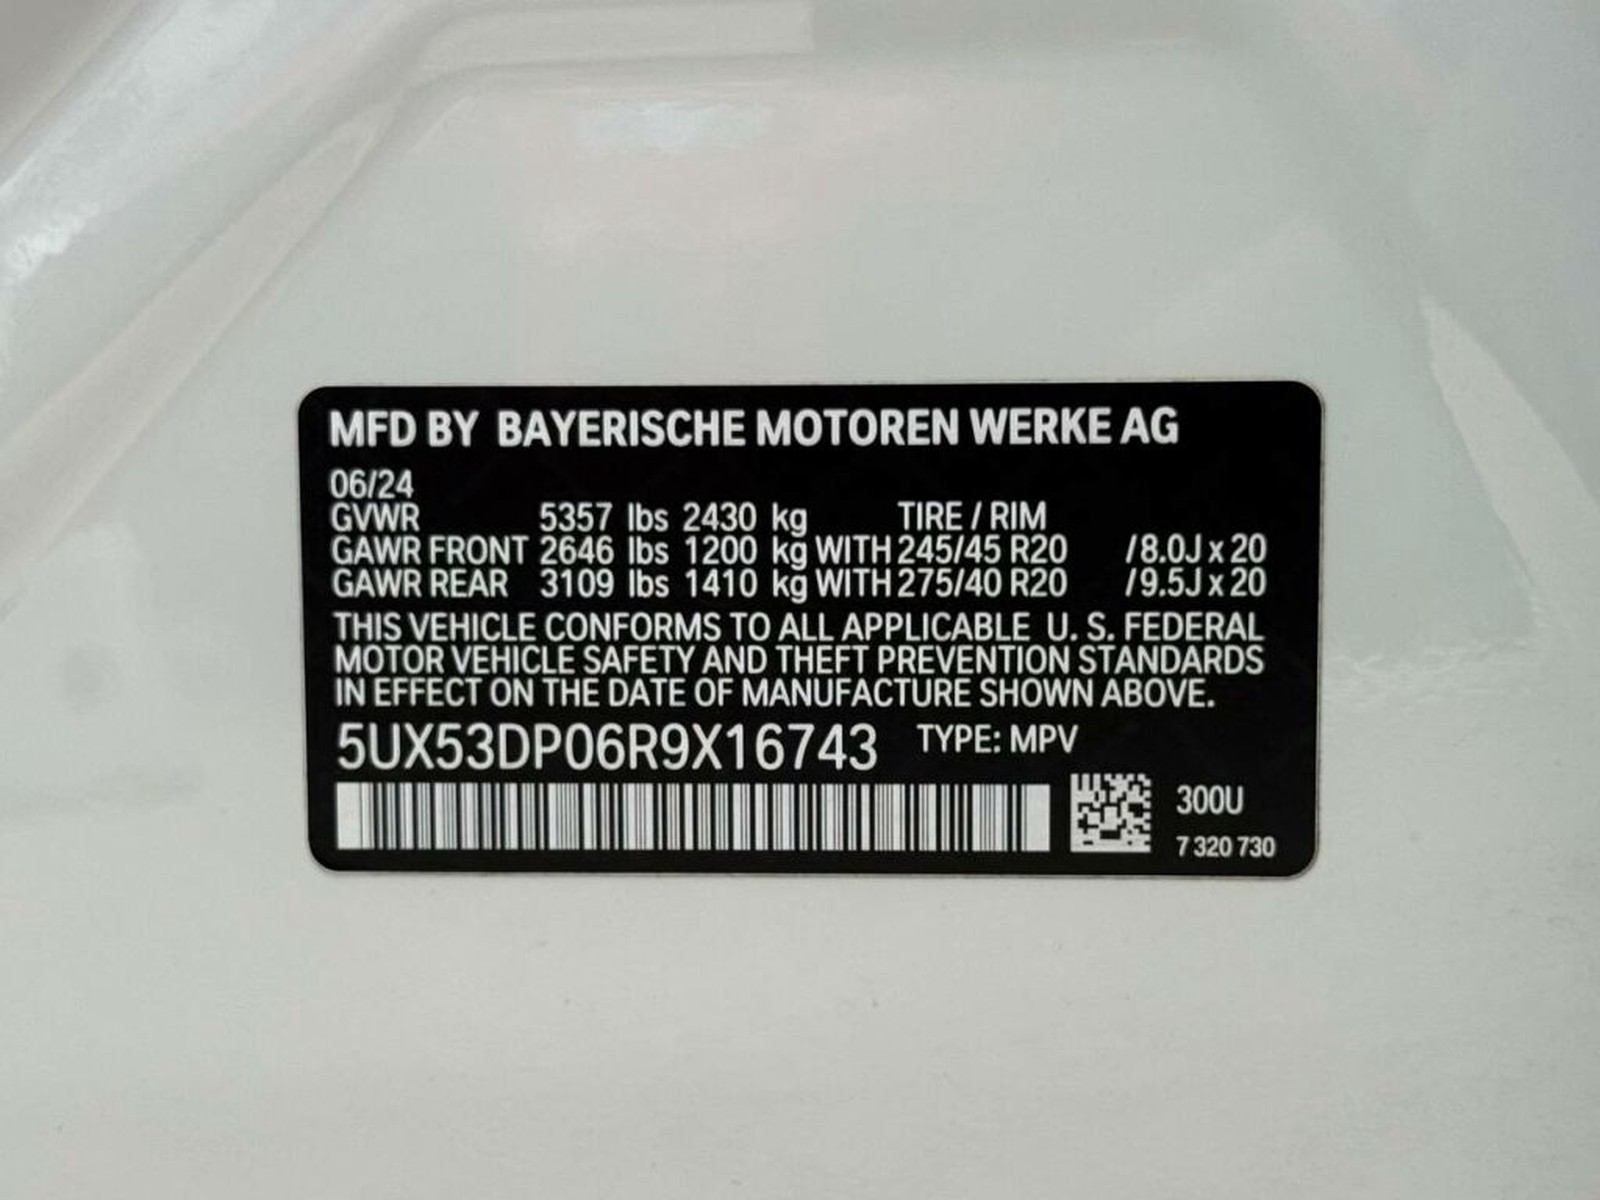 MFD BY BAYERISCHE MOTOREN WERKE AG
06/24
GVWR 5357 lbs 2430 kg TIRE / RIM
GAWR FRONT 2646 lbs 1200 kg WITH 245/45 R20 /8.0J x 20
GAWR REAR 3109 lbs 1410 kg WITH 275/40 R20 /9.5J x 20
THIS VEHICLE CONFORMS TO ALL APPLICABLE U. S. FEDERAL
MOTOR VEHICLE SAFETY AND THEFT PREVENTION STANDARDS
IN EFFECT ON THE DATE OF MANUFACTURE SHOWN ABOVE.
5UX53DP06R9X16743 TYPE: MPV
300U
7 320 730